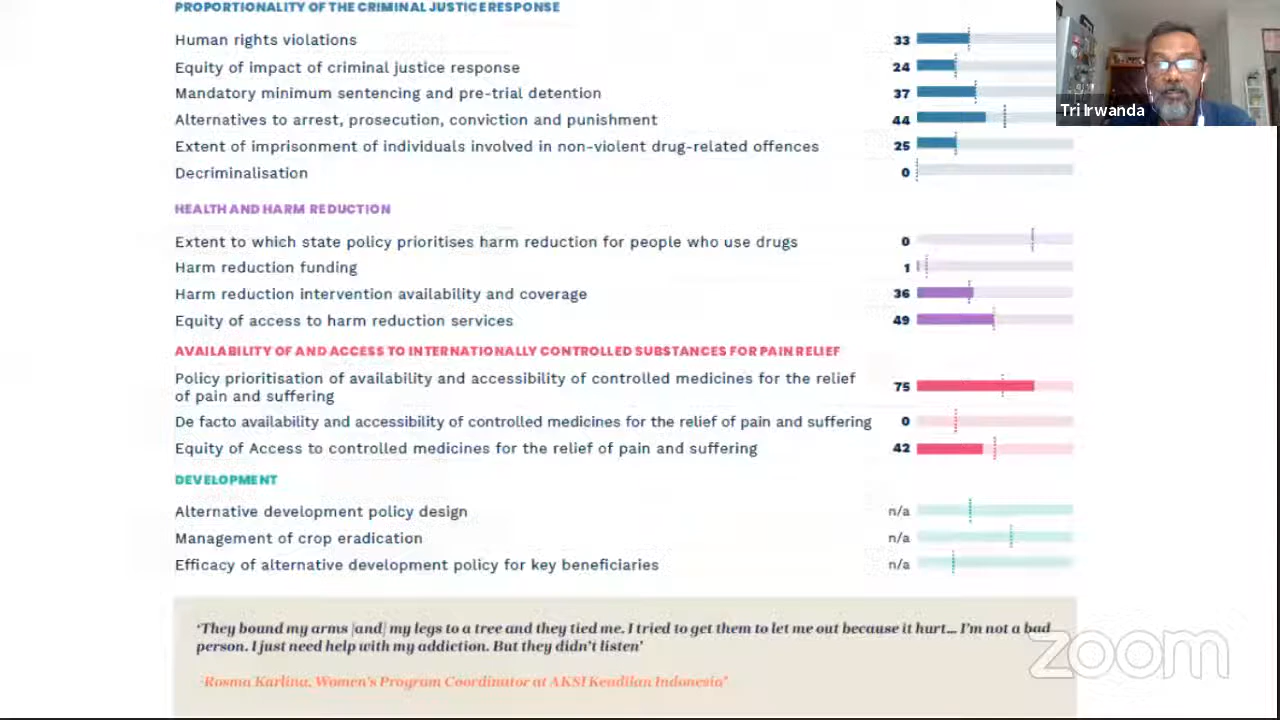 PROPORTIONALITY OF THE CRIMINAL JUSTICE RESPONSE
Human rights violations 33
Equity of impact of criminal justice response 24
Mandatory minimum sentencing and pre-trial detention 37
Alternatives to arrest, prosecution, conviction and punishment 44
Extent of imprisonment of individuals involved in non-violent drug-related offences 25
Decriminalisation 0
Tri Irwanda
HEALTH AND HARM REDUCTION
Extent to which state policy prioritises harm reduction for people who use drugs 0
Harm reduction funding 1
Harm reduction intervention availability and coverage 36
Equity of access to harm reduction services 49
AVAILABILITY OF AND ACCESS TO INTERNATIONALLY CONTROLLED SUBSTANCES FOR PAIN RELIEF
Policy prioritisation of availability and accessibility of controlled medicines for the relief
of pain and suffering 75
De facto availability and accessibility of controlled medicines for the relief of pain and suffering 0
Equity of Access to controlled medicines for the relief of pain and suffering 42
DEVELOPMENT
Alternative development policy design n/a
Management of crop eradication n/a
Efficacy of alternative development policy for key beneficiaries n/a
'They bound my arms [and] my legs to a tree and they tied me. I tried to get them to let me out because it hurt... I'm not a bad
person. I just need help with my addiction. But they didn't listen'
-Rosma Karlina, Women's Program Coordinator at AKSI Keadilan Indonesia"
zoom